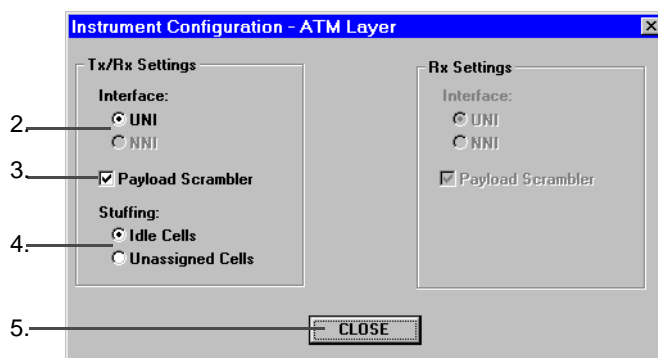 Instrument Configuration - ATM Layer
Tx/Rx Settings
Interface:
2.
UNI
NNI
3.
Payload Scrambler
Stuffing:
4.
Idle Cells
Unassigned Cells
Rx Settings
Interface:
UNI
NNI
Payload Scrambler
5.
CLOSE